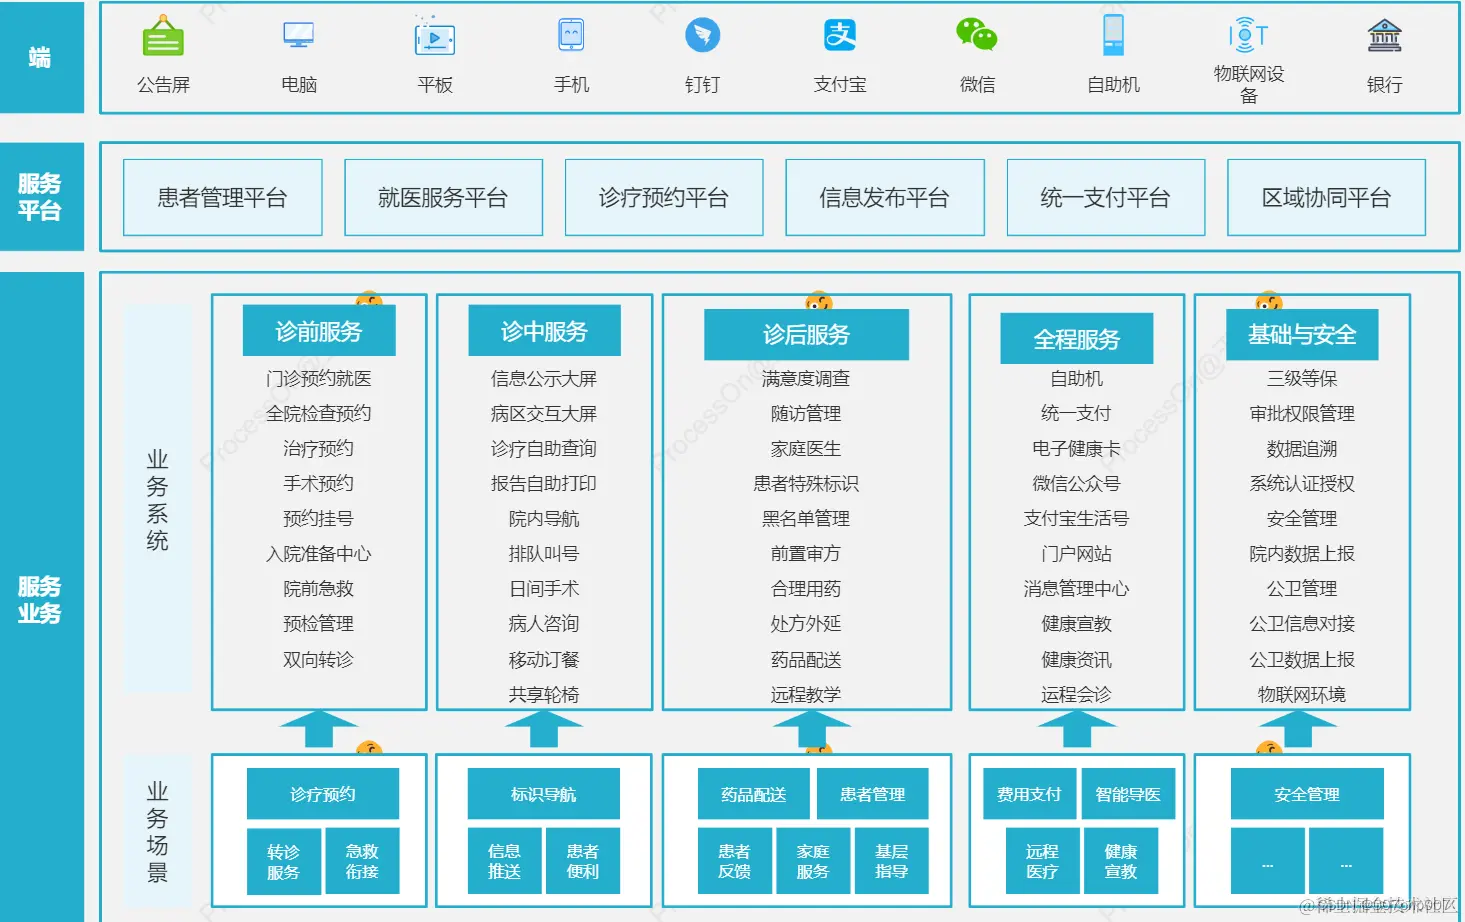 端
公告屏
电脑
平板
手机
钉钉
支付宝
微信
自助机
物联网设
备
银行
服务
平台
患者管理平台
就医服务平台
诊疗预约平台
信息发布平台
统一支付平台
区域协同平台
服务
业务
业务系统
诊前服务
门诊预约就医
全院检查预约
治疗预约
手术预约
预约挂号
入院准备中心
院前急救
预检管理
双向转诊
诊中服务
信息公示大屏
病区交互大屏
诊疗自助查询
报告自助打印
院内导航
排队叫号
日间手术
病人咨询
移动订餐
共享轮椅
诊后服务
满意度调查
随访管理
家庭医生
患者特殊标识
黑名单管理
前置审方
合理用药
处方外延
药品配送
远程教学
全程服务
自助机
统一支付
电子健康卡
微信公众号
支付宝生活号
门户网站
消息管理中心
健康宣教
健康资讯
运程会诊
基础与安全
三级等保
审批权限管理
数据追溯
系统认证授权
安全管理
院内数据上报
公卫管理
公卫信息对接
公卫数据上报
物联网环境
业务场景
诊疗预约
转诊
服务
急救
衔接
标识导航
信息
推送
患者
便利
药品配送
患者管理
患者
反馈
家庭
服务
基层
指导
费用支付
智能导医
远程
医疗
健康
宣教
安全管理
...
...
@稀土掘金技术社区